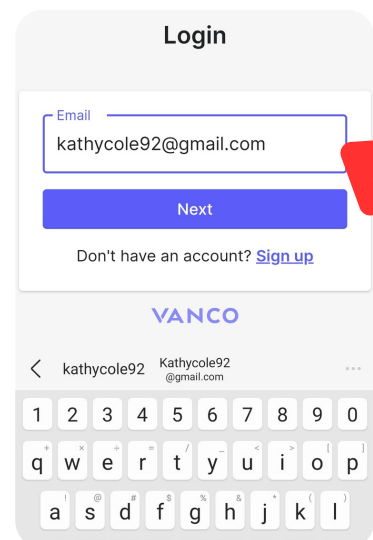 Login
Email
kathycole92@gmail.com
Next
Don't have an account? Sign up
VANCO
kathycole92 Kathycole92
@gmail.com
1 2 3 4 5 6 7 8 9 0
+ × ÷ = / _ < > [ ]
q w e r t y u i o p
! @ # $ % & * ( )
a s d f g h j k l